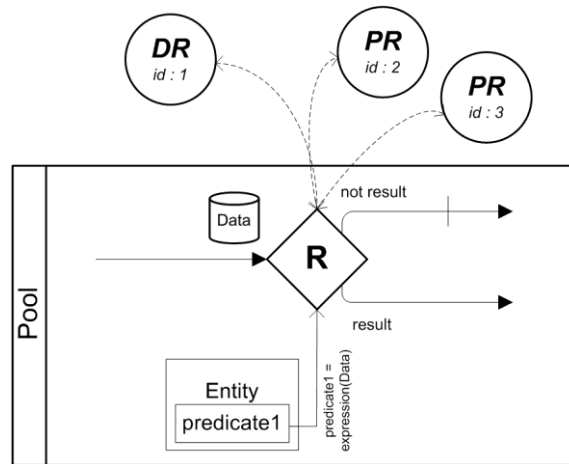 DR
id : 1
PR
id : 2
PR
id : 3
Pool
Data
not result
R
result
Entity
predicate1
predicate1 =
expression(Data)